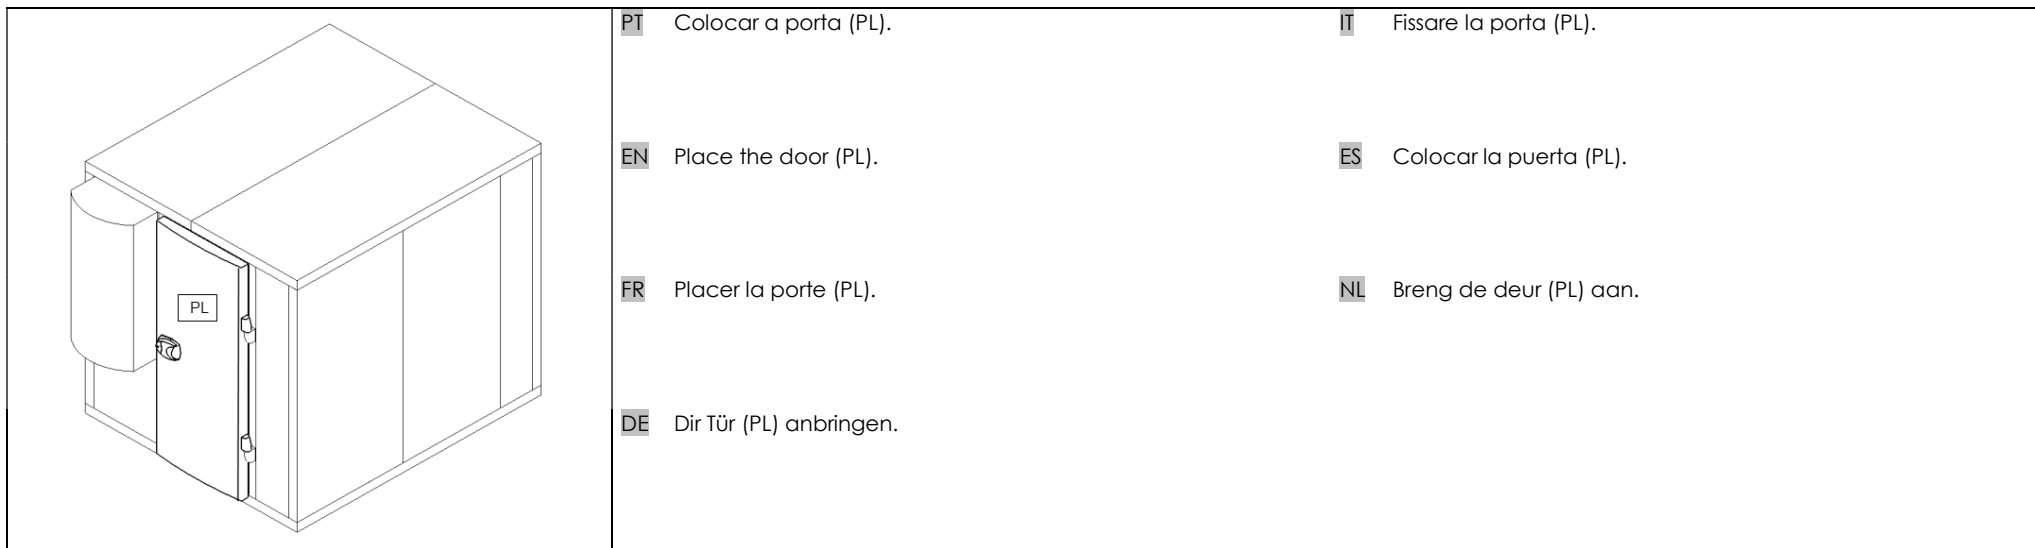 PL
PT Colocar a porta (PL).
EN Place the door (PL).
FR Placer la porte (PL).
DE Dir Tür (PL) anbringen.
IT Fissare la porta (PL).
ES Colocar la puerta (PL).
NL Breng de deur (PL) aan.